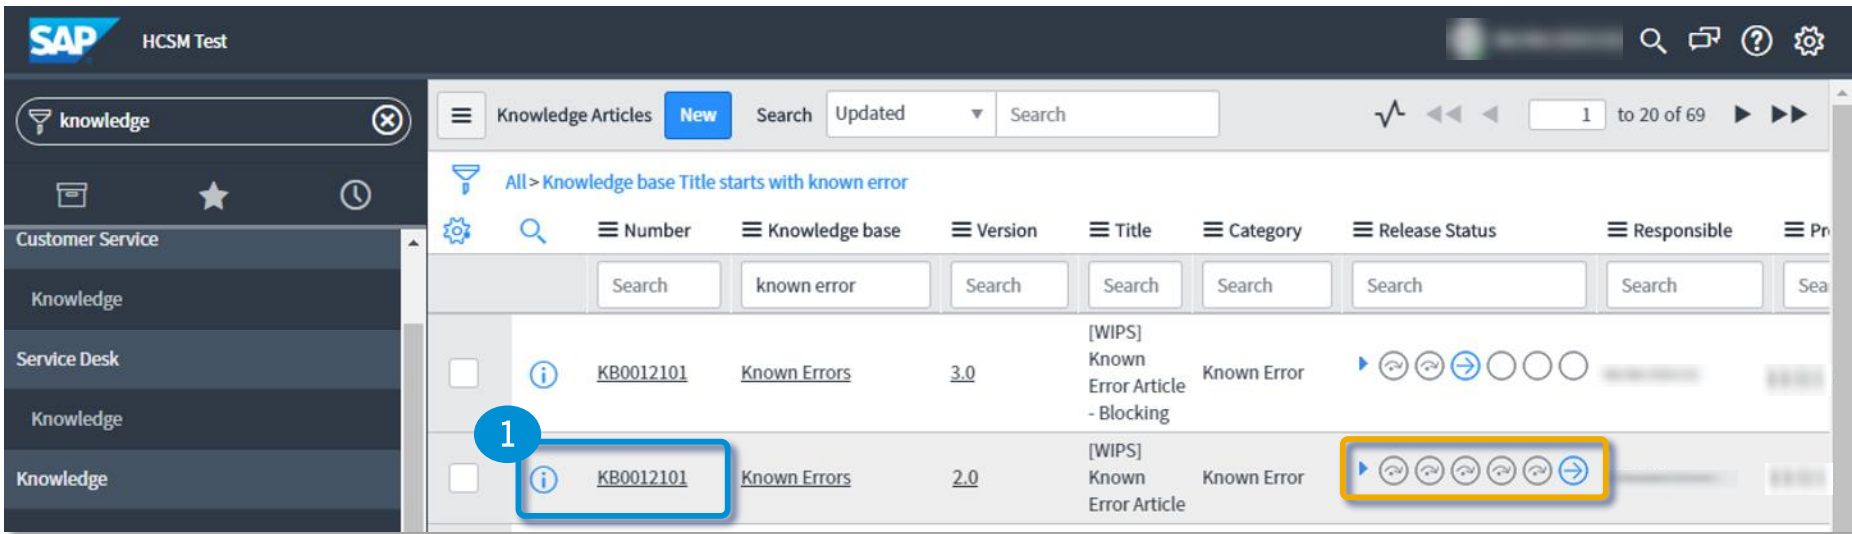 SAP HCSM Test
knowledge
Customer Service
Knowledge
Service Desk
Knowledge
Knowledge
Knowledge Articles New Search Updated Search 1 to 20 of 69
All > Knowledge base Title starts with known error
Number Knowledge base Version Title Category Release Status Responsible Pr
Search known error Search Search Search Search Search Sea
KB0012101 Known Errors 3.0 [WIPS] Known Error Article - Blocking Known Error
1
KB0012101 Known Errors 2.0 [WIPS] Known Error Article Known Error